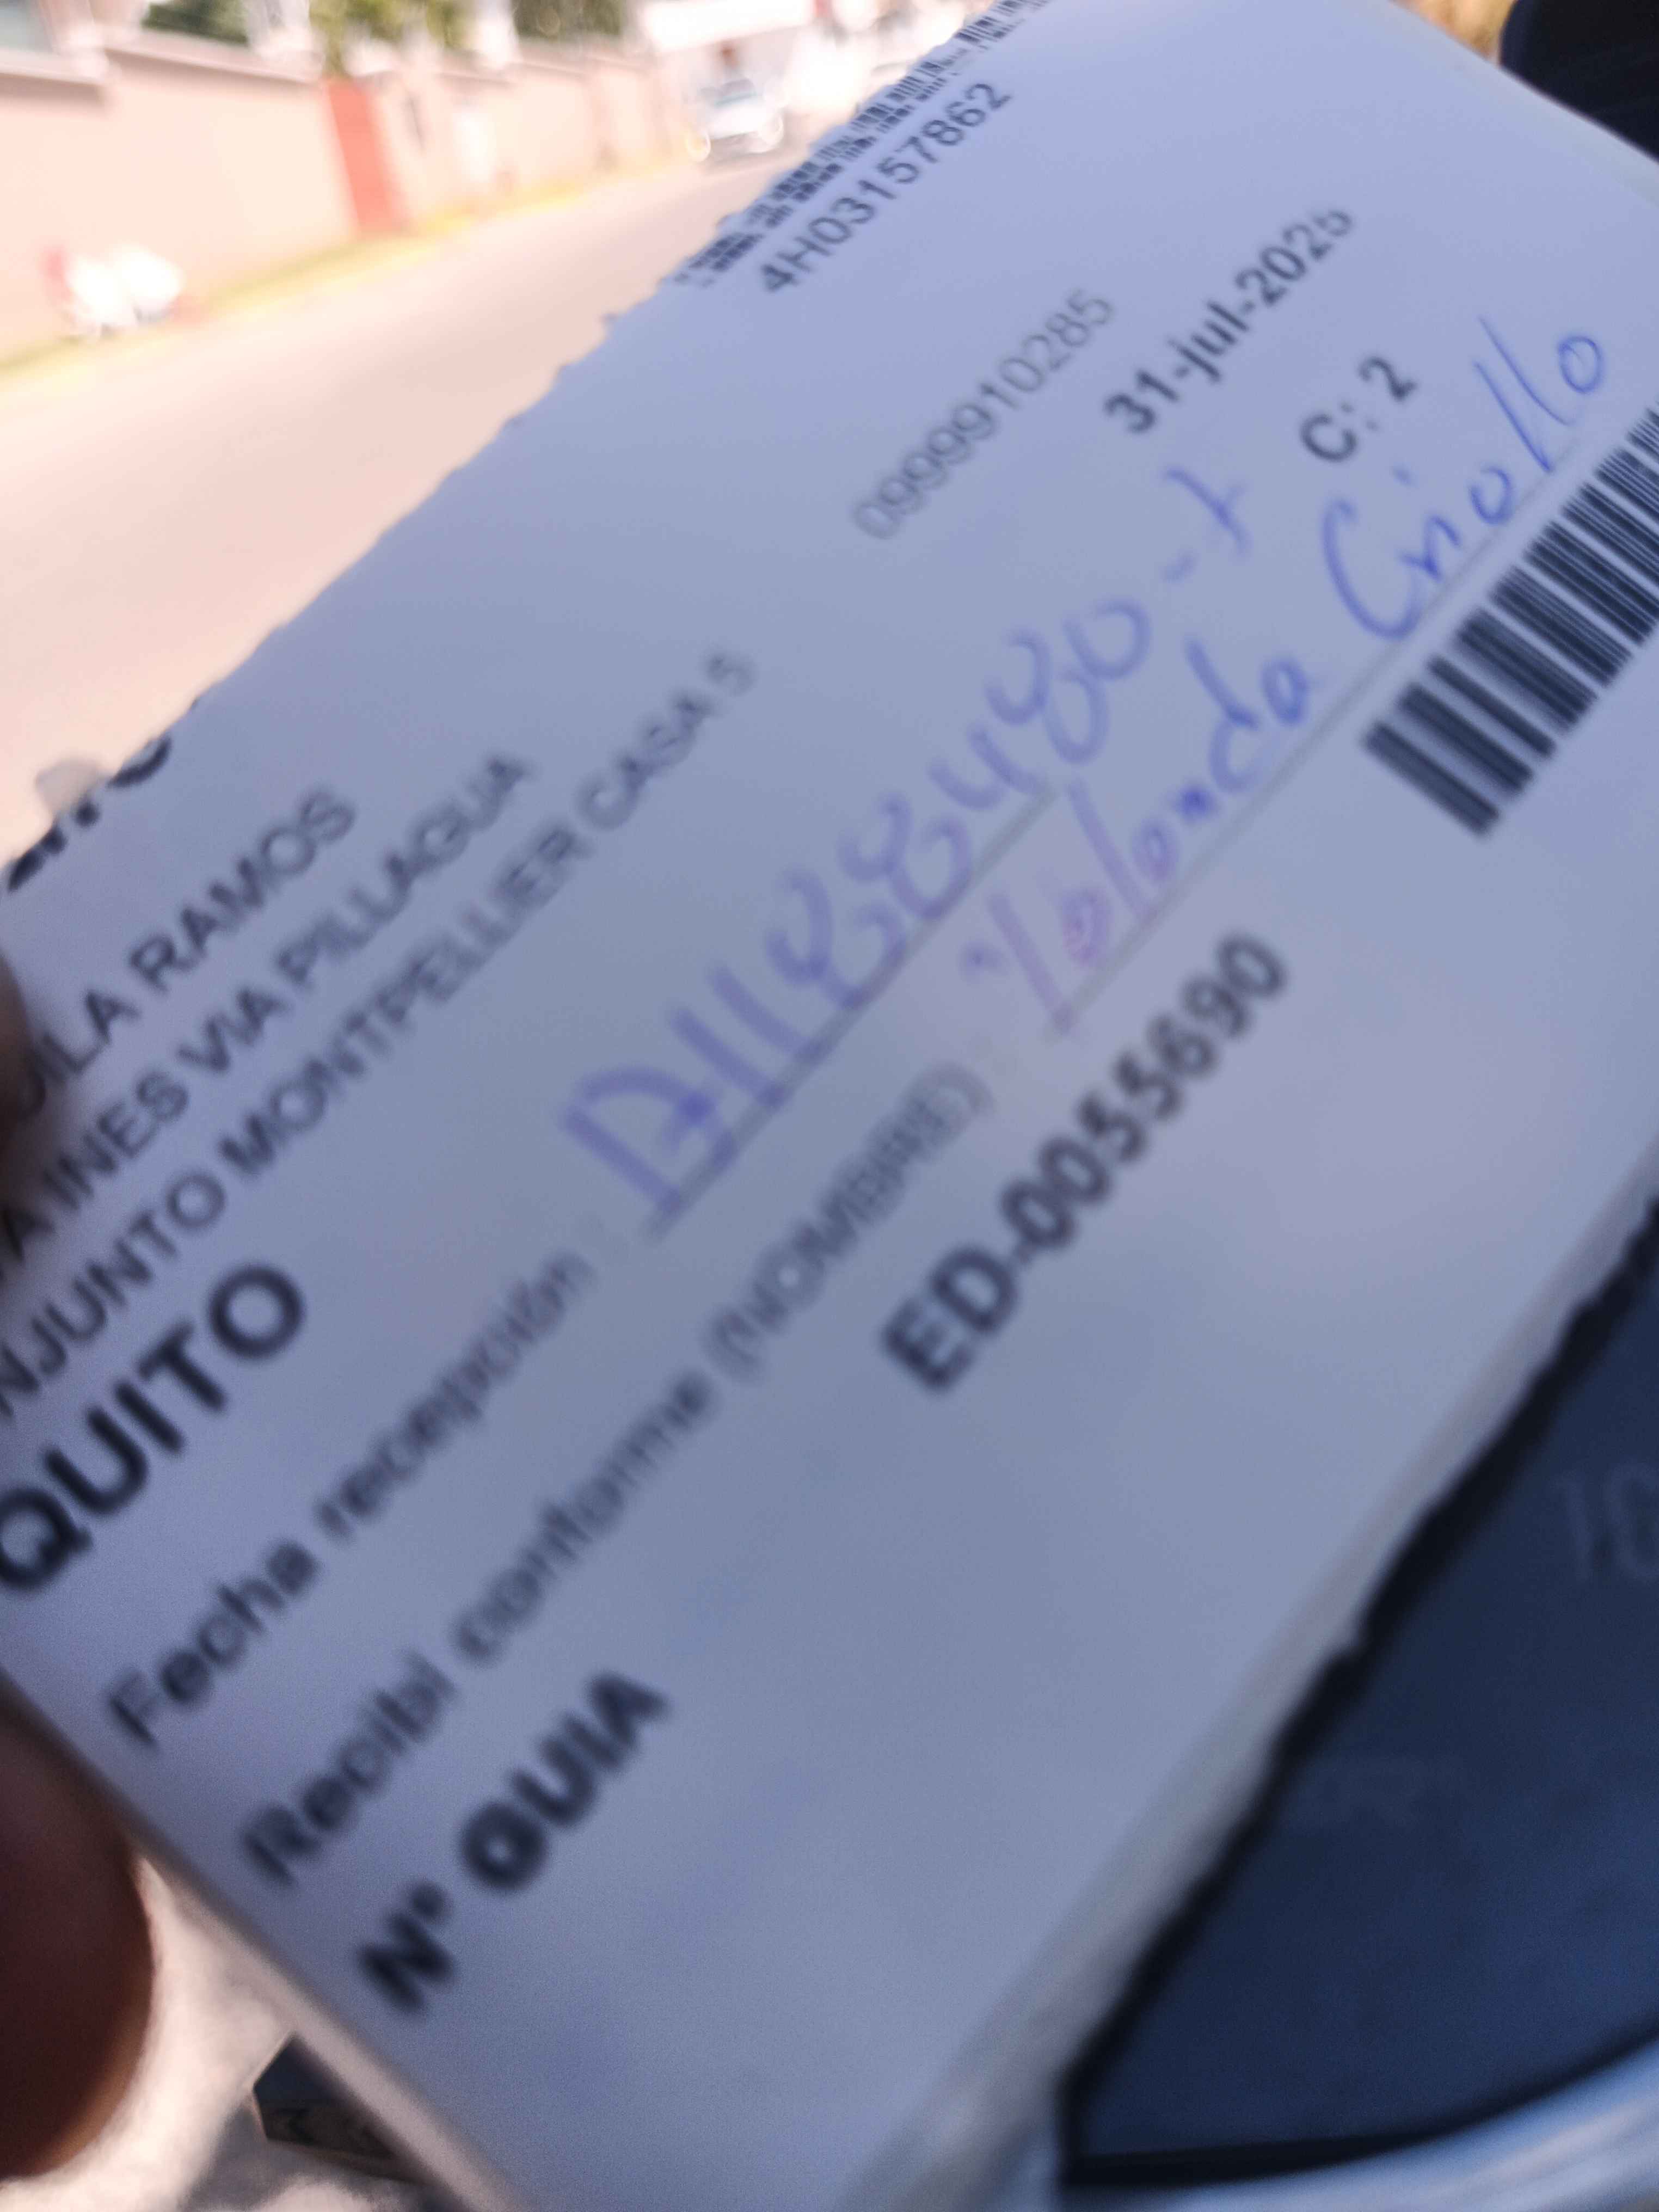 4H03157862
RAMOS
INES VIA PILLAGUA
NJUNTO MONTPELLIER CASA 5
0999910285
QUITO
31-jul-2025
Fecha recepción :
C: 2
Recibí conforme (NOMBRE) : Yolanda Criollo
Nº GUIA ED-0055690